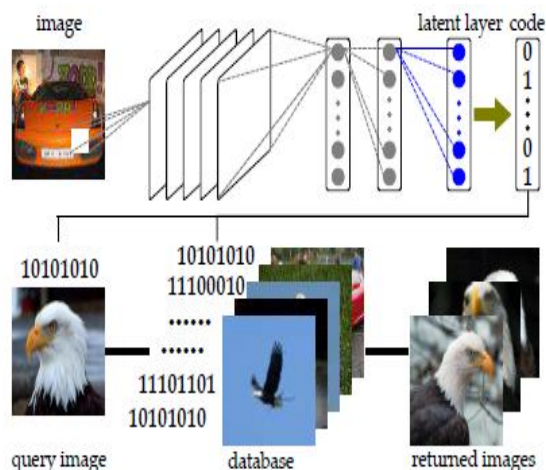 image
latent layer code
0
1
0
1
10101010
10101010
11100010
......
......
11101101
10101010
query image
database
returned images